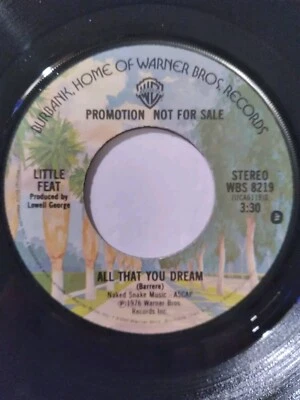 BURBANK, HOME OF WARNER BROS. RECORDS
PROMOTION NOT FOR SALE
LITTLE
FEAT
Produced by
Lowell George
STEREO
WBS 8219
3:30
ALL THAT YOU DREAM
(Barrere)
Naked Snake Music - ASCAP
℗ 1976 Warner Bros.
Records Inc.